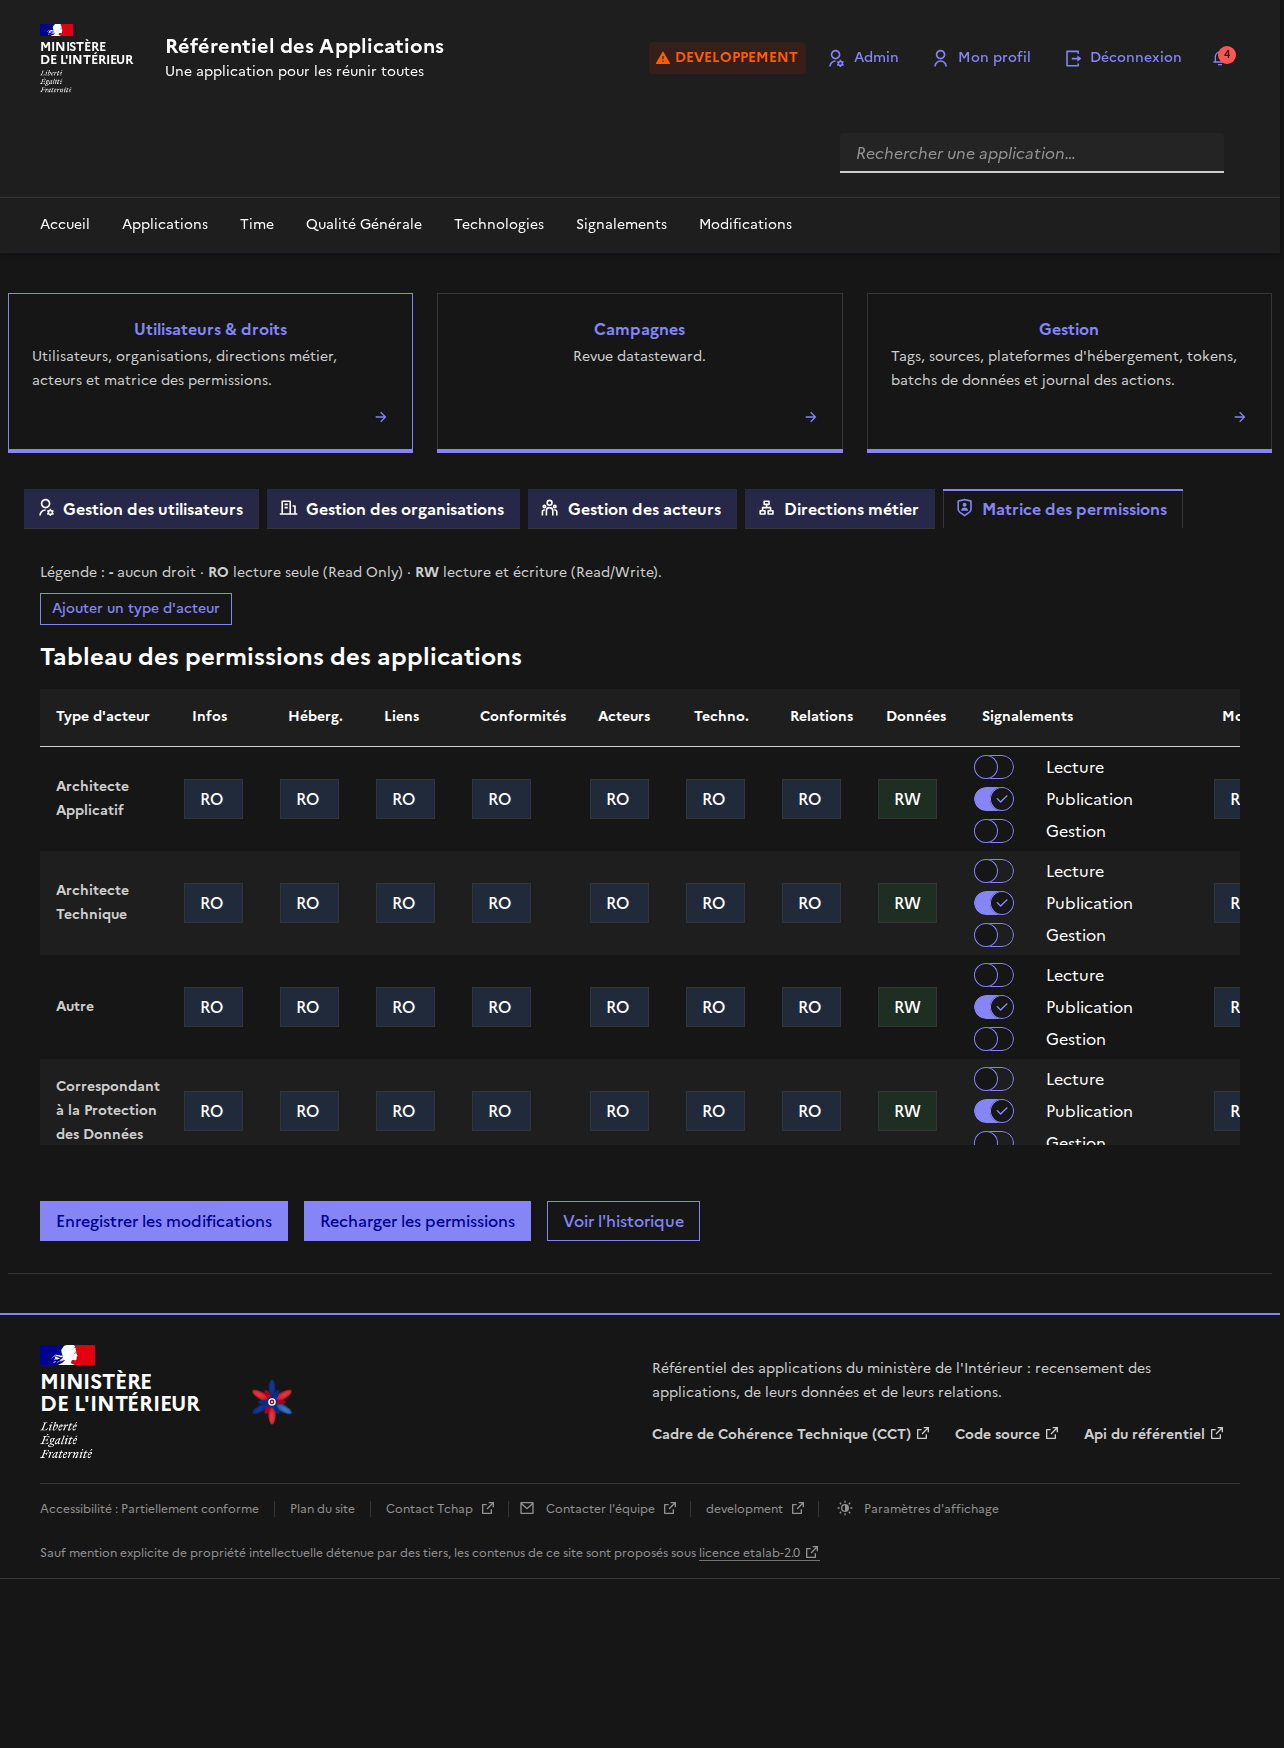 MINISTÈRE
DE L'INTÉRIEUR
Liberté
Égalité
Fraternité
Référentiel des Applications
Une application pour les réunir toutes
DEVELOPPEMENT
Admin
Mon profil
Déconnexion
4
Rechercher une application…
Accueil Applications Time Qualité Générale Technologies Signalements Modifications
Utilisateurs & droits
Utilisateurs, organisations, directions métier,
acteurs et matrice des permissions.
Campagnes
Revue datasteward.
Gestion
Tags, sources, plateformes d'hébergement, tokens,
batchs de données et journal des actions.
Gestion des utilisateurs
Gestion des organisations
Gestion des acteurs
Directions métier
Matrice des permissions
Légende : - aucun droit · RO lecture seule (Read Only) · RW lecture et écriture (Read/Write).
Ajouter un type d'acteur
Tableau des permissions des applications
Type d'acteur Infos Héberg. Liens Conformités Acteurs Techno. Relations Données Signalements
Architecte
Applicatif
RO RO RO RO RO RO RO RW
Lecture
Publication
Gestion
Architecte
Technique
RO RO RO RO RO RO RO RW
Lecture
Publication
Gestion
Autre
RO RO RO RO RO RO RO RW
Lecture
Publication
Gestion
Correspondant
à la Protection
des Données
RO RO RO RO RO RO RO RW
Lecture
Publication
Gestion
Enregistrer les modifications
Recharger les permissions
Voir l'historique
MINISTÈRE
DE L'INTÉRIEUR
Liberté
Égalité
Fraternité
Référentiel des applications du ministère de l'Intérieur : recensement des
applications, de leurs données et de leurs relations.
Cadre de Cohérence Technique (CCT) Code source Api du référentiel
Accessibilité : Partiellement conforme Plan du site Contact Tchap Contacter l'équipe development Paramètres d'affichage
Sauf mention explicite de propriété intellectuelle détenue par des tiers, les contenus de ce site sont proposés sous licence etalab-2.0